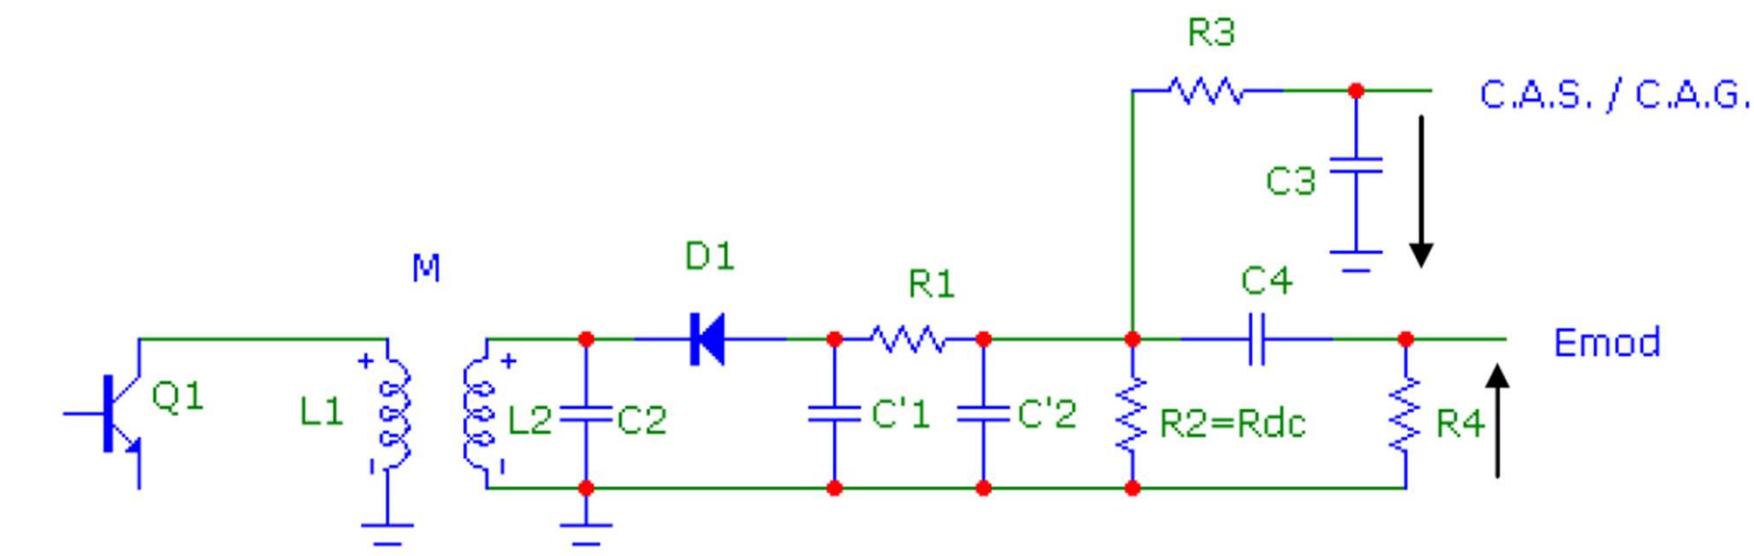 R3
C.A.S. / C.A.G.
C3
M
D1
R1
C4
Emod
+
+
Q1
L1
L2
C2
C'1
C'2
R2=Rdc
R4
-
-